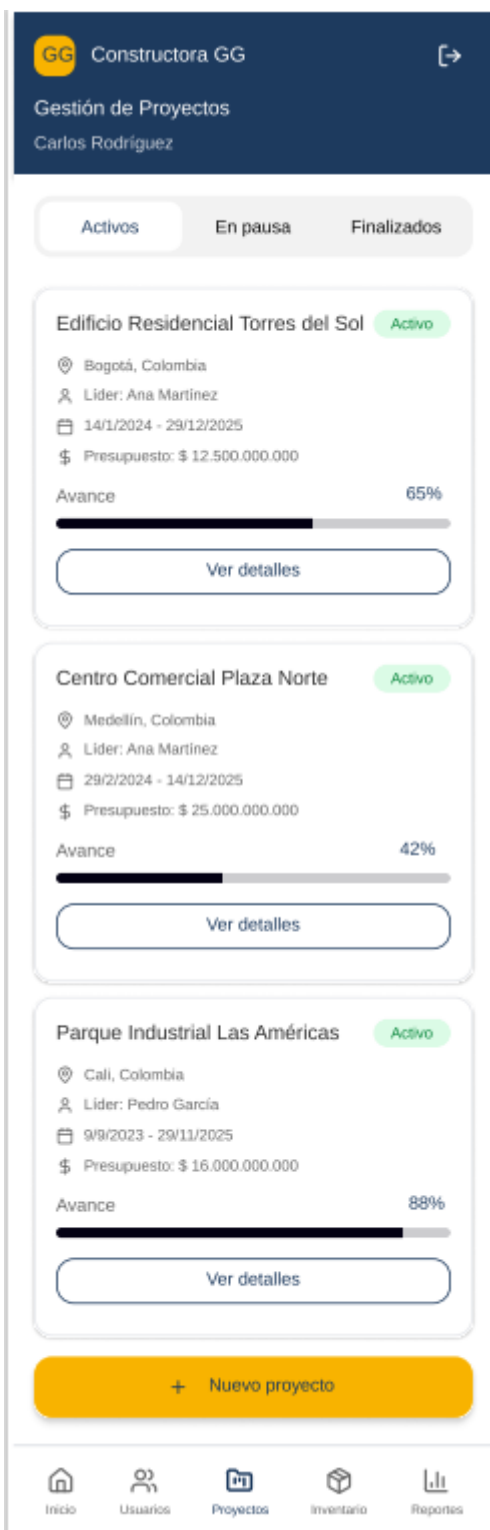 GG Constructora GG
Gestión de Proyectos
Carlos Rodríguez
Activos En pausa Finalizados
Edificio Residencial Torres del Sol Activo
Bogotá, Colombia
Líder: Ana Martínez
14/1/2024 - 29/12/2025
$ Presupuesto: $ 12.500.000.000
Avance 65%
Ver detalles
Centro Comercial Plaza Norte Activo
Medellín, Colombia
Líder: Ana Martínez
29/2/2024 - 14/12/2025
$ Presupuesto: $ 25.000.000.000
Avance 42%
Ver detalles
Parque Industrial Las Américas Activo
Cali, Colombia
Líder: Pedro García
9/9/2023 - 29/11/2025
$ Presupuesto: $ 16.000.000.000
Avance 88%
Ver detalles
+ Nuevo proyecto
Inicio Usuarios Proyectos Inventario Reportes